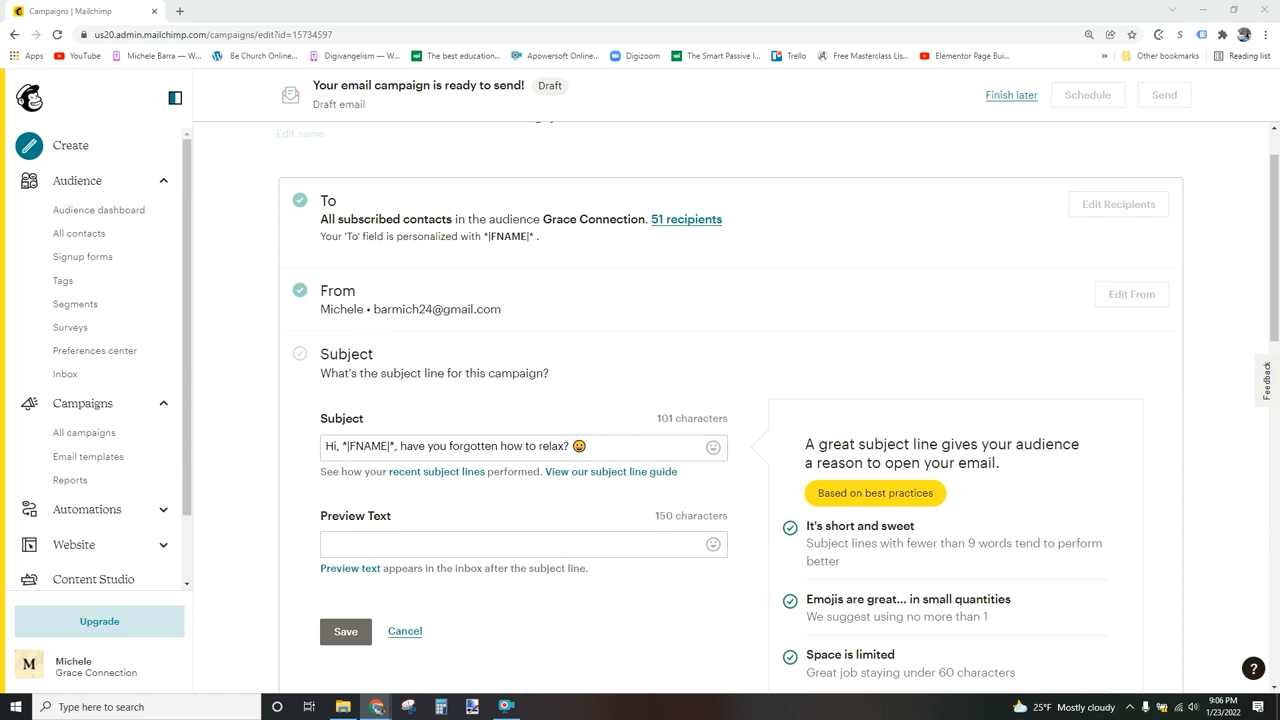 Campaigns | Mailchimp
us20.admin.mailchimp.com/campaigns/edit?id=15734597
Apps
YouTube
Michele Barra — W...
Be Church Online...
Digivangelism — W...
The best education...
Apowersoft Online...
Digizoom
The Smart Passive I...
Trello
Free Masterclass Lis...
Elementor Page Bui...
»
Other bookmarks
Reading list
Your email campaign is ready to send!
Draft
Draft email
Finish later
Schedule
Send
Edit name
Create
Audience
Audience dashboard
All contacts
Signup forms
Tags
Segments
Surveys
Preferences center
Inbox
Campaigns
All campaigns
Email templates
Reports
Automations
Website
Content Studio
Upgrade
M
Michele
Grace Connection
To
All subscribed contacts in the audience Grace Connection. 51 recipients
Your 'To' field is personalized with *|FNAME|* .
Edit Recipients
From
Michele • barmich24@gmail.com
Edit From
Subject
What's the subject line for this campaign?
Subject
101 characters
Hi, *|FNAME|*, have you forgotten how to relax? 😀
See how your recent subject lines performed. View our subject line guide
Preview Text
150 characters
Preview text appears in the inbox after the subject line.
Save
Cancel
A great subject line gives your audience
a reason to open your email.
Based on best practices
It's short and sweet
Subject lines with fewer than 9 words tend to perform
better
Emojis are great... in small quantities
We suggest using no more than 1
Space is limited
Great job staying under 60 characters
Feedback
?
Type here to search
25°F Mostly cloudy
9:06 PM
1/23/2022